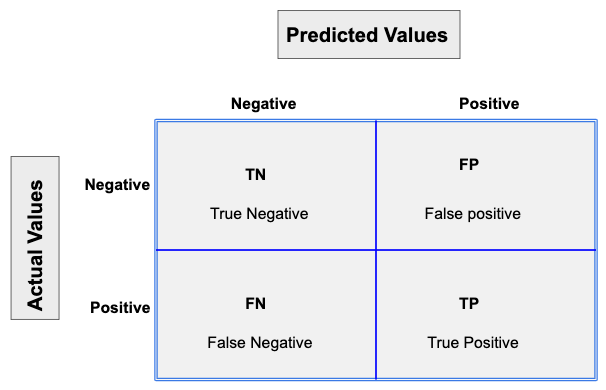 Predicted Values
Negative Positive
Actual Values
Negative
TN
True Negative
FP
False positive
Positive
FN
False Negative
TP
True Positive